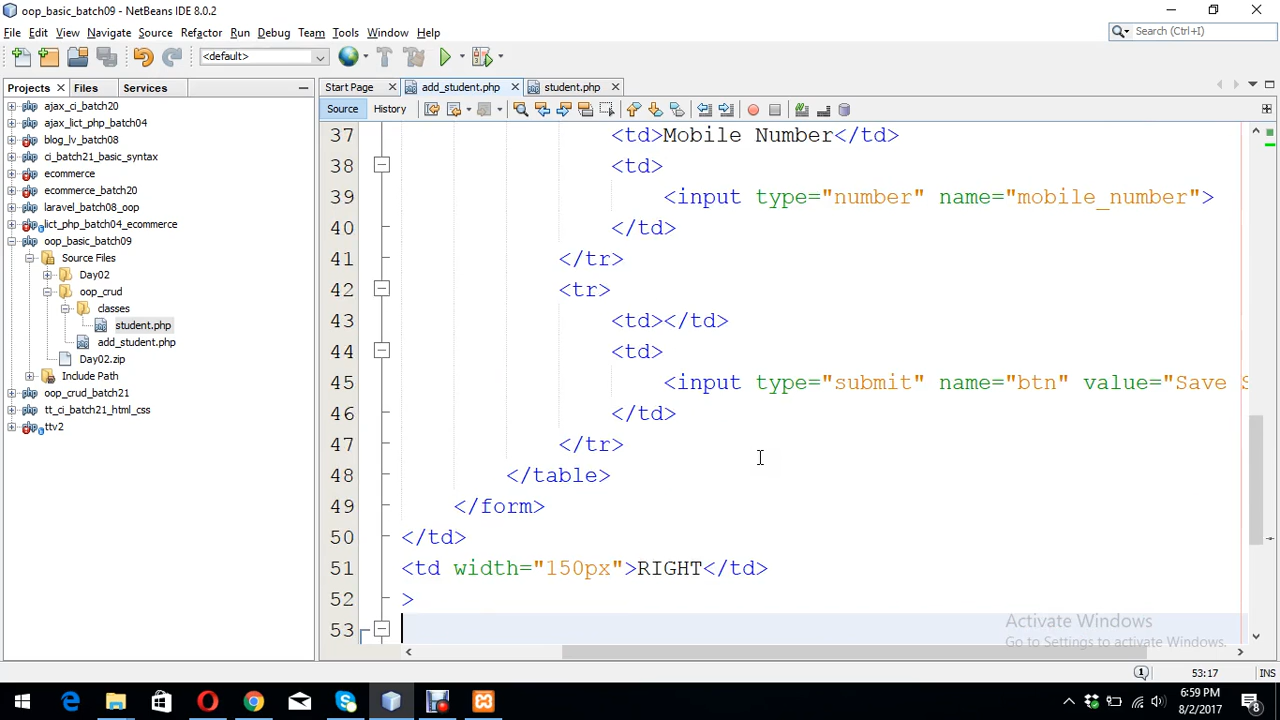 oop_basic_batch09 - NetBeans IDE 8.0.2
File Edit View Navigate Source Refactor Run Debug Team Tools Window Help
Search (Ctrl+I)
<default>
Projects Files Services
Start Page add_student.php student.php
Source History
ajax_ci_batch20
ajax_lict_php_batch04
blog_lv_batch08
ci_batch21_basic_syntax
ecommerce
ecommerce_batch20
laravel_batch08_oop
lict_php_batch04_ecommerce
oop_basic_batch09
Source Files
Day02
oop_crud
classes
student.php
add_student.php
Day02.zip
Include Path
oop_crud_batch21
tt_ci_batch21_html_css
ttv2
37 <td>Mobile Number</td>
38 <td>
39 <input type="number" name="mobile_number">
40 </td>
41 </tr>
42 <tr>
43 <td></td>
44 <td>
45 <input type="submit" name="btn" value="Save S
46 </td>
47 </tr>
48 </table>
49 </form>
50 </td>
51 <td width="150px">RIGHT</td>
52 >
53
Activate Windows
Go to Settings to activate Windows.
1 53:17 INS
6:59 PM
8/2/2017
8